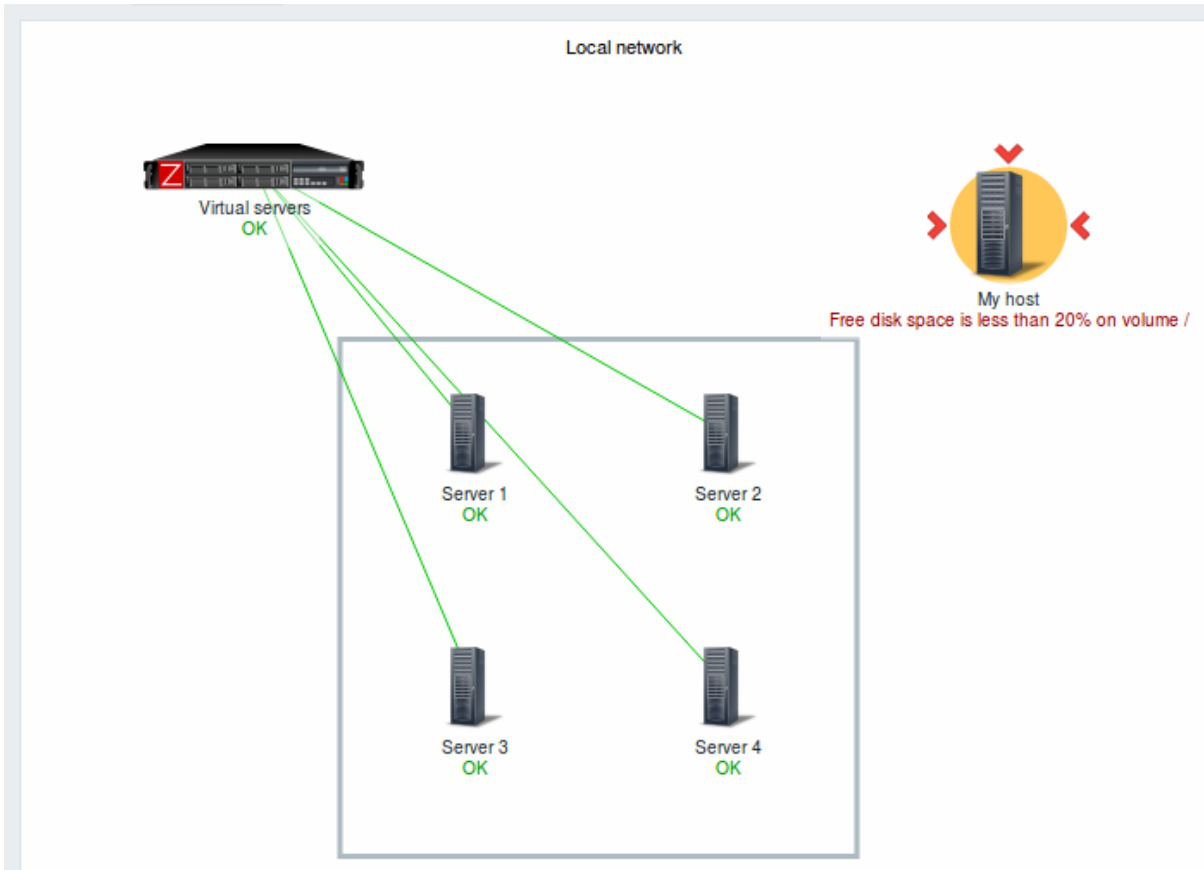 Local network
Z
Virtual servers
OK
My host
Free disk space is less than 20% on volume /
Server 1
OK
Server 2
OK
Server 3
OK
Server 4
OK